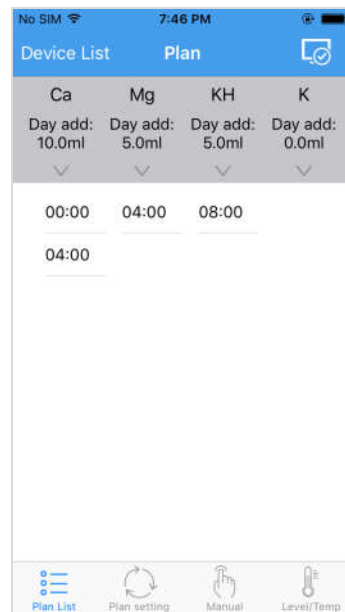 No SIM 7:46 PM
Device List Plan
Ca Mg KH K
Day add: Day add: Day add: Day add:
10.0ml 5.0ml 5.0ml 0.0ml
00:00 04:00 08:00
04:00
Plan List Plan setting Manual Level/Temp